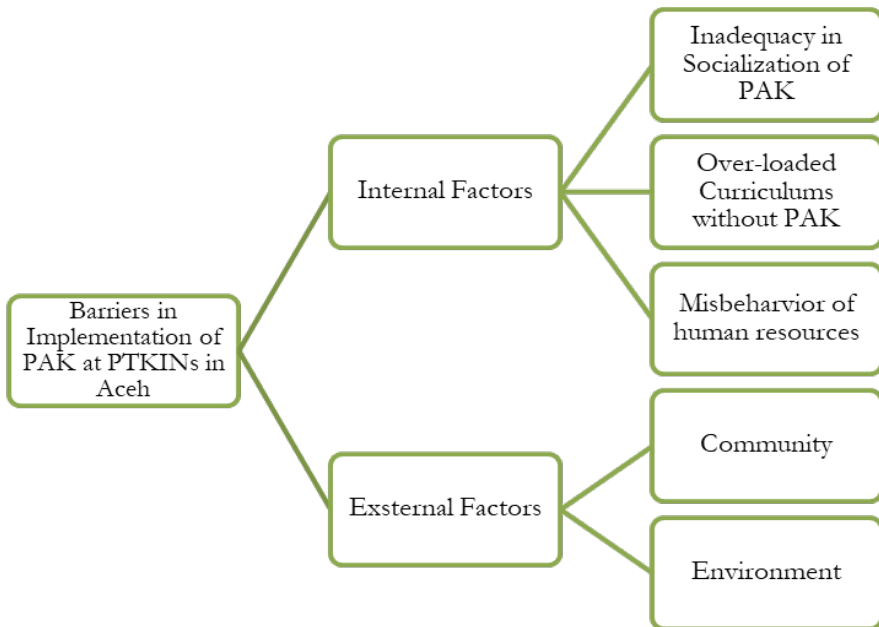 Barriers in
Implementation of
PAK at PTKINs in
Aceh
Internal Factors
Inadequacy in
Socialization of
PAK
Over-loaded
Curriculums
without PAK
Misbeharvior of
human resources
Exsternal Factors
Community
Environment